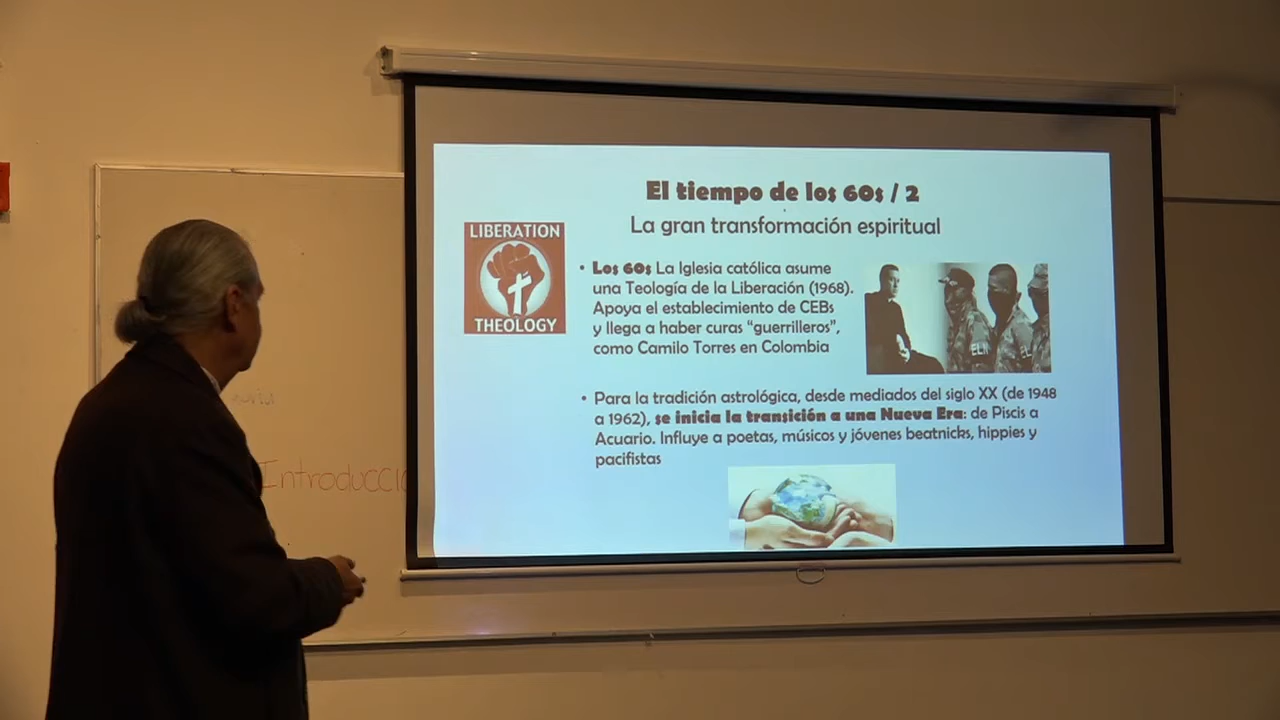 El tiempo de los 60s / 2
La gran transformación espiritual
LIBERATION
THEOLOGY
• Los 60s La Iglesia católica asume
una Teología de la Liberación (1968).
Apoya el establecimiento de CEBs
y llega a haber curas “guerrilleros”,
como Camilo Torres en Colombia
ELN
EL
• Para la tradición astrológica, desde mediados del siglo XX (de 1948
a 1962), se inicia la transición a una Nueva Era: de Piscis a
Acuario. Influye a poetas, músicos y jóvenes beatnicks, hippies y
pacifistas
Introducció